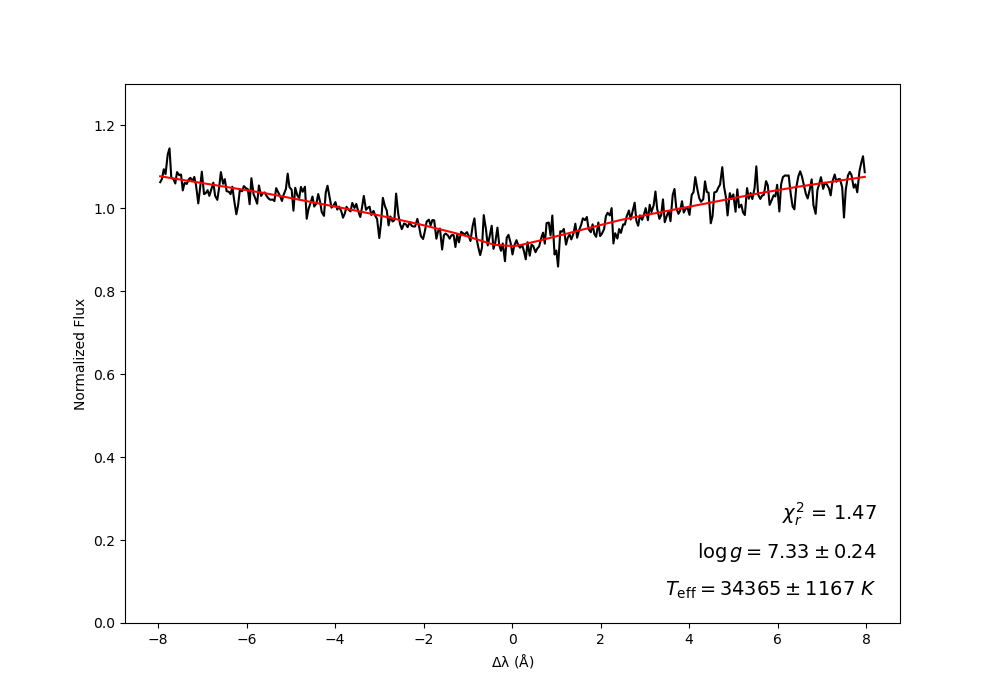 1.2
1.0
0.8
0.6
0.4
0.2
0.0
Normalized Flux
χ²ᵣ = 1.47
log g = 7.33 ± 0.24
T_eff = 34365 ± 1167 K
−8 −6 −4 −2 0 2 4 6 8
Δλ (Å)